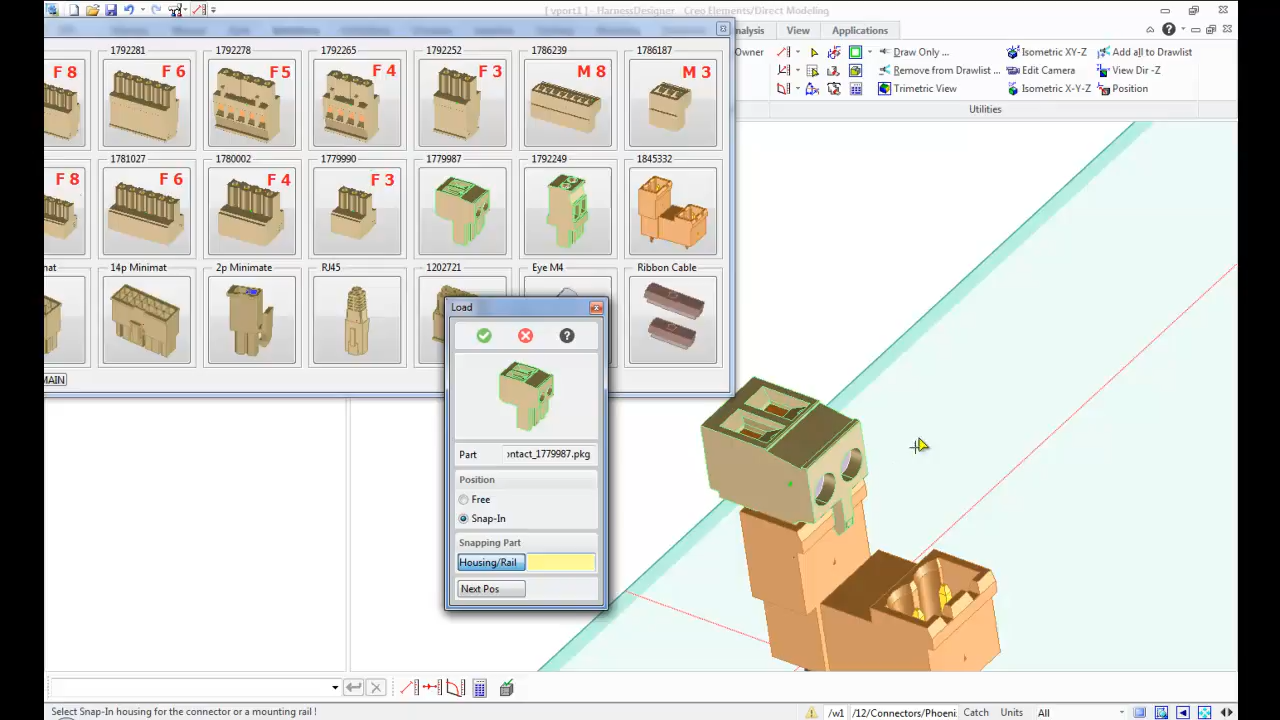 [ vport1 ] - HarnessDesigner - Creo Elements/Direct Modeling
nalysis View Applications
Owner
Draw Only ... Isometric XY-Z Add all to Drawlist
Remove from Drawlist ... Edit Camera View Dir -Z
Trimetric View Isometric X-Y-Z Position
Utilities
1792281 1792278 1792265 1792252 1786239 1786187
F 8 F 6 F 5 F 4 F 3 M 8 M 3
1781027 1780002 1779990 1779987 1792249 1845332
F 8 F 6 F 4 F 3
mat 14p Minimat 2p Minimate RJ45 1202721 Eye M4 Ribbon Cable
MAIN
Load
Part ontact_1779987.pkg
Position
Free
Snap-In
Snapping Part
Housing/Rail
Next Pos
Select Snap-In housing for the connector or a mounting rail !
/w1 /12/Connectors/Phoeni: Catch Units All